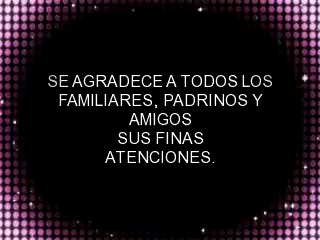 SE AGRADECE A TODOS LOS
FAMILIARES, PADRINOS Y
AMIGOS
SUS FINAS
ATENCIONES.